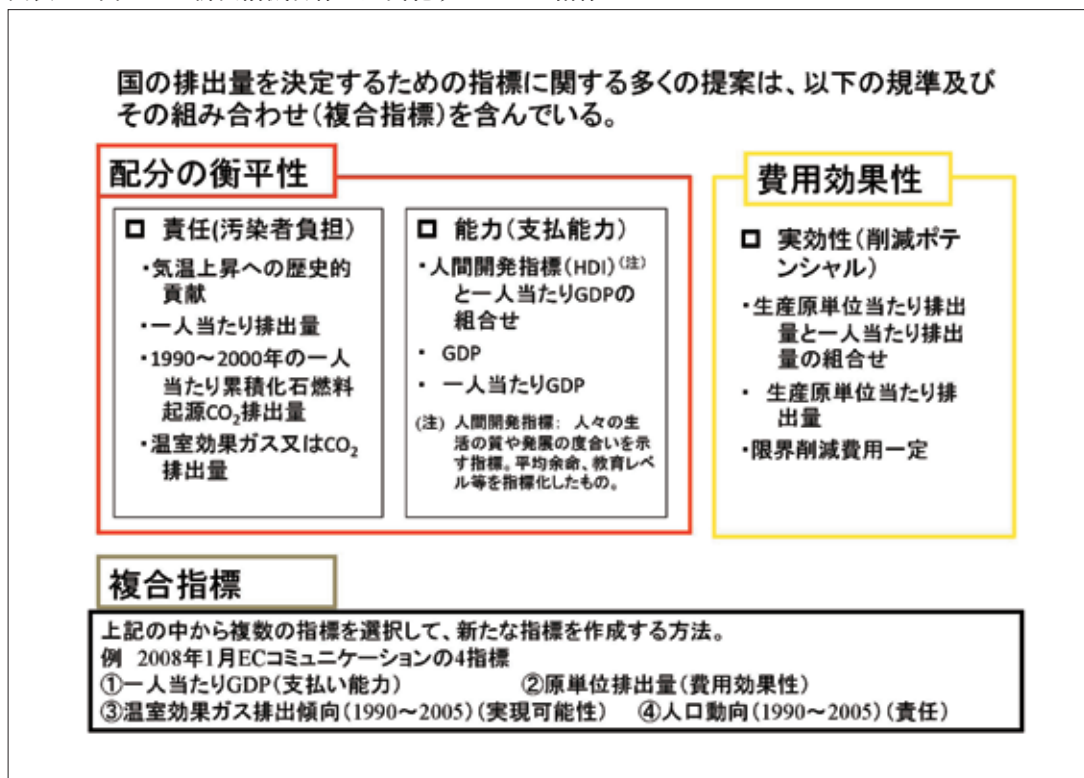 国の排出量を決定するための指標に関する多くの提案は、以下の規準及び
その組み合わせ(複合指標)を含んでいる。
配分の衡平性
□ 責任(汚染者負担)
・気温上昇への歴史的
貢献
・一人当たり排出量
・1990～2000年の一人
当たり累積化石燃料
起源CO₂排出量
・温室効果ガス又はCO₂
排出量
□ 能力(支払能力)
・人間開発指標(HDI)(注)
と一人当たりGDPの
組合せ
・ GDP
・ 一人当たりGDP
(注) 人間開発指標: 人々の生
活の質や発展の度合いを示
す指標。平均余命、教育レベ
ル等を指標化したもの。
費用効果性
□ 実効性(削減ポテ
ンシャル)
・生産原単位当たり排出
量と一人当たり排出
量の組合せ
・ 生産原単位当たり排
出量
・限界削減費用一定
複合指標
上記の中から複数の指標を選択して、新たな指標を作成する方法。
例 2008年1月ECコミュニケーションの4指標
①一人当たりGDP(支払い能力) ②原単位排出量(費用効果性)
③温室効果ガス排出傾向(1990～2005)(実現可能性) ④人口動向(1990～2005)(責任)